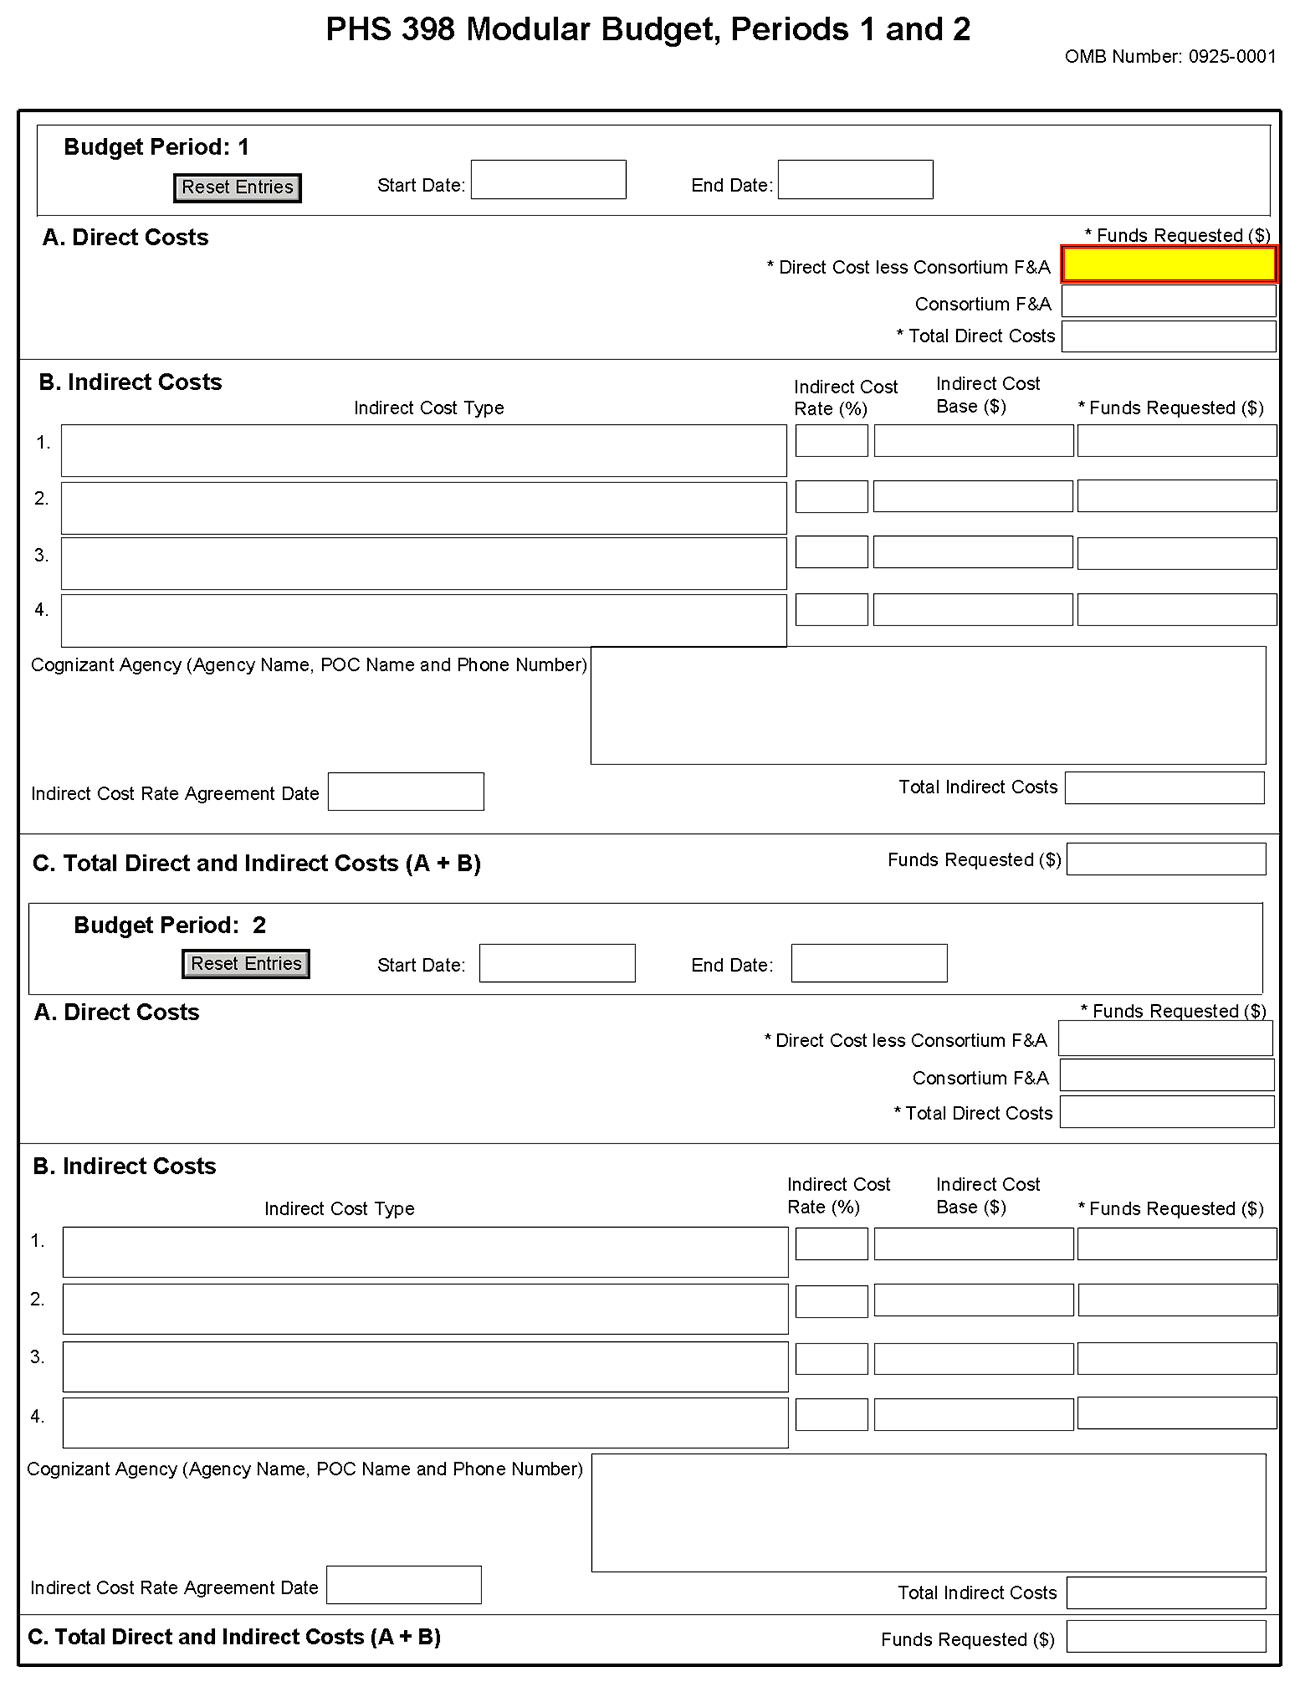 PHS 398 Modular Budget, Periods 1 and 2
OMB Number: 0925-0001
Budget Period: 1
Reset Entries Start Date: End Date:
A. Direct Costs * Funds Requested ($)
* Direct Cost less Consortium F&A
Consortium F&A
* Total Direct Costs
B. Indirect Costs
Indirect Cost Type Indirect Cost Rate (%) Indirect Cost Base ($) * Funds Requested ($)
1.
2.
3.
4.
Cognizant Agency (Agency Name, POC Name and Phone Number)
Indirect Cost Rate Agreement Date Total Indirect Costs
C. Total Direct and Indirect Costs (A + B) Funds Requested ($)
Budget Period: 2
Reset Entries Start Date: End Date:
A. Direct Costs * Funds Requested ($)
* Direct Cost less Consortium F&A
Consortium F&A
* Total Direct Costs
B. Indirect Costs
Indirect Cost Type Indirect Cost Rate (%) Indirect Cost Base ($) * Funds Requested ($)
1.
2.
3.
4.
Cognizant Agency (Agency Name, POC Name and Phone Number)
Indirect Cost Rate Agreement Date Total Indirect Costs
C. Total Direct and Indirect Costs (A + B) Funds Requested ($)